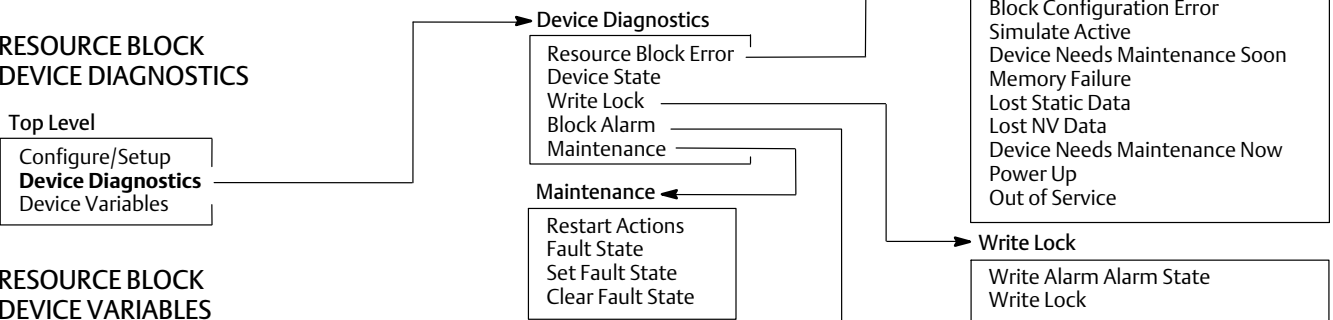 RESOURCE BLOCK
DEVICE DIAGNOSTICS
Top Level
Configure/Setup
Device Diagnostics
Device Variables
RESOURCE BLOCK
DEVICE VARIABLES
Device Diagnostics
Resource Block Error
Device State
Write Lock
Block Alarm
Maintenance
Maintenance
Restart Actions
Fault State
Set Fault State
Clear Fault State
Block Configuration Error
Simulate Active
Device Needs Maintenance Soon
Memory Failure
Lost Static Data
Lost NV Data
Device Needs Maintenance Now
Power Up
Out of Service
Write Lock
Write Alarm Alarm State
Write Lock